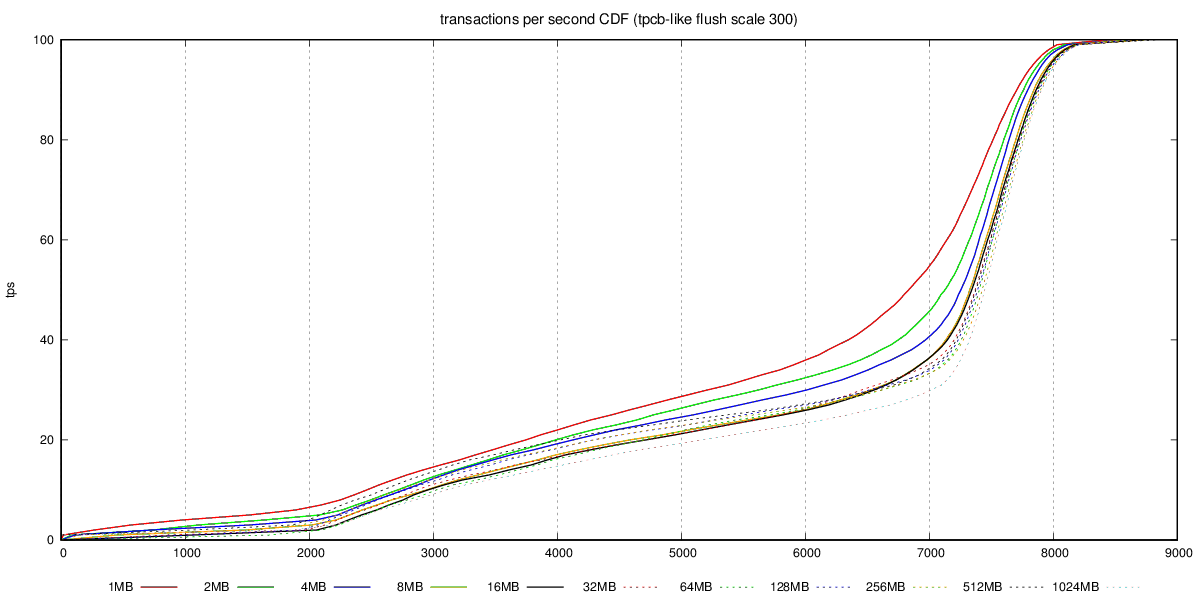 transactions per second CDF (tpcb-like flush scale 300)
100
80
60
40
20
0
tps
0 1000 2000 3000 4000 5000 6000 7000 8000 9000
1MB 2MB 4MB 8MB 16MB 32MB 64MB 128MB 256MB 512MB 1024MB